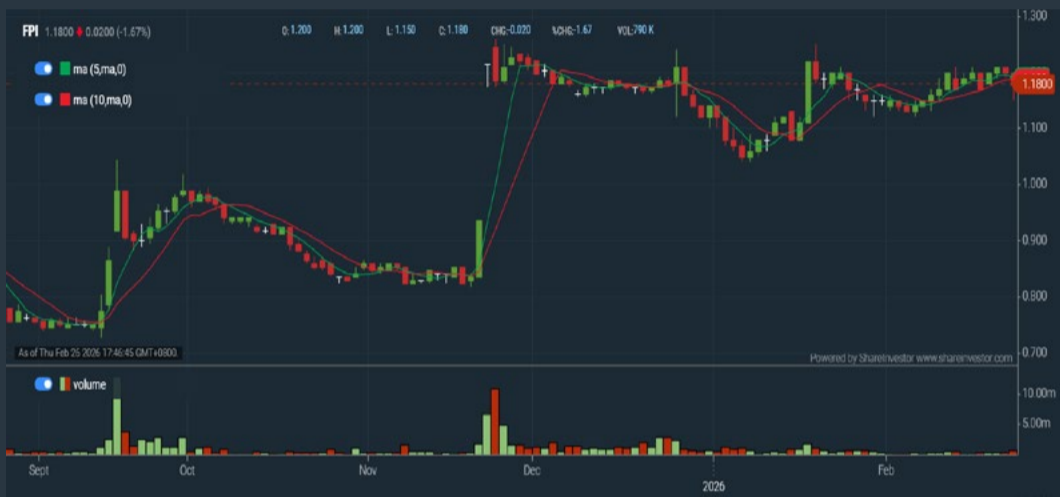 1.300
FPI 1.1800 0.0200 (-1.67%) O: 1.200 H: 1.200 L: 1.150 C: 1.180 CHG:-0.020 %CHG:-1.67 VOL:790 K
ma (5,ma,0)
1.1800
ma (10,ma,0)
1.100
1.000
0.900
0.800
As of Thu Feb 26 2026 17:46:45 GMT+0800.
0.700
Powered by ShareInvestor www.shareinvestor.com
volume
10.00m
5.00m
Sept Oct Nov Dec Feb
2026